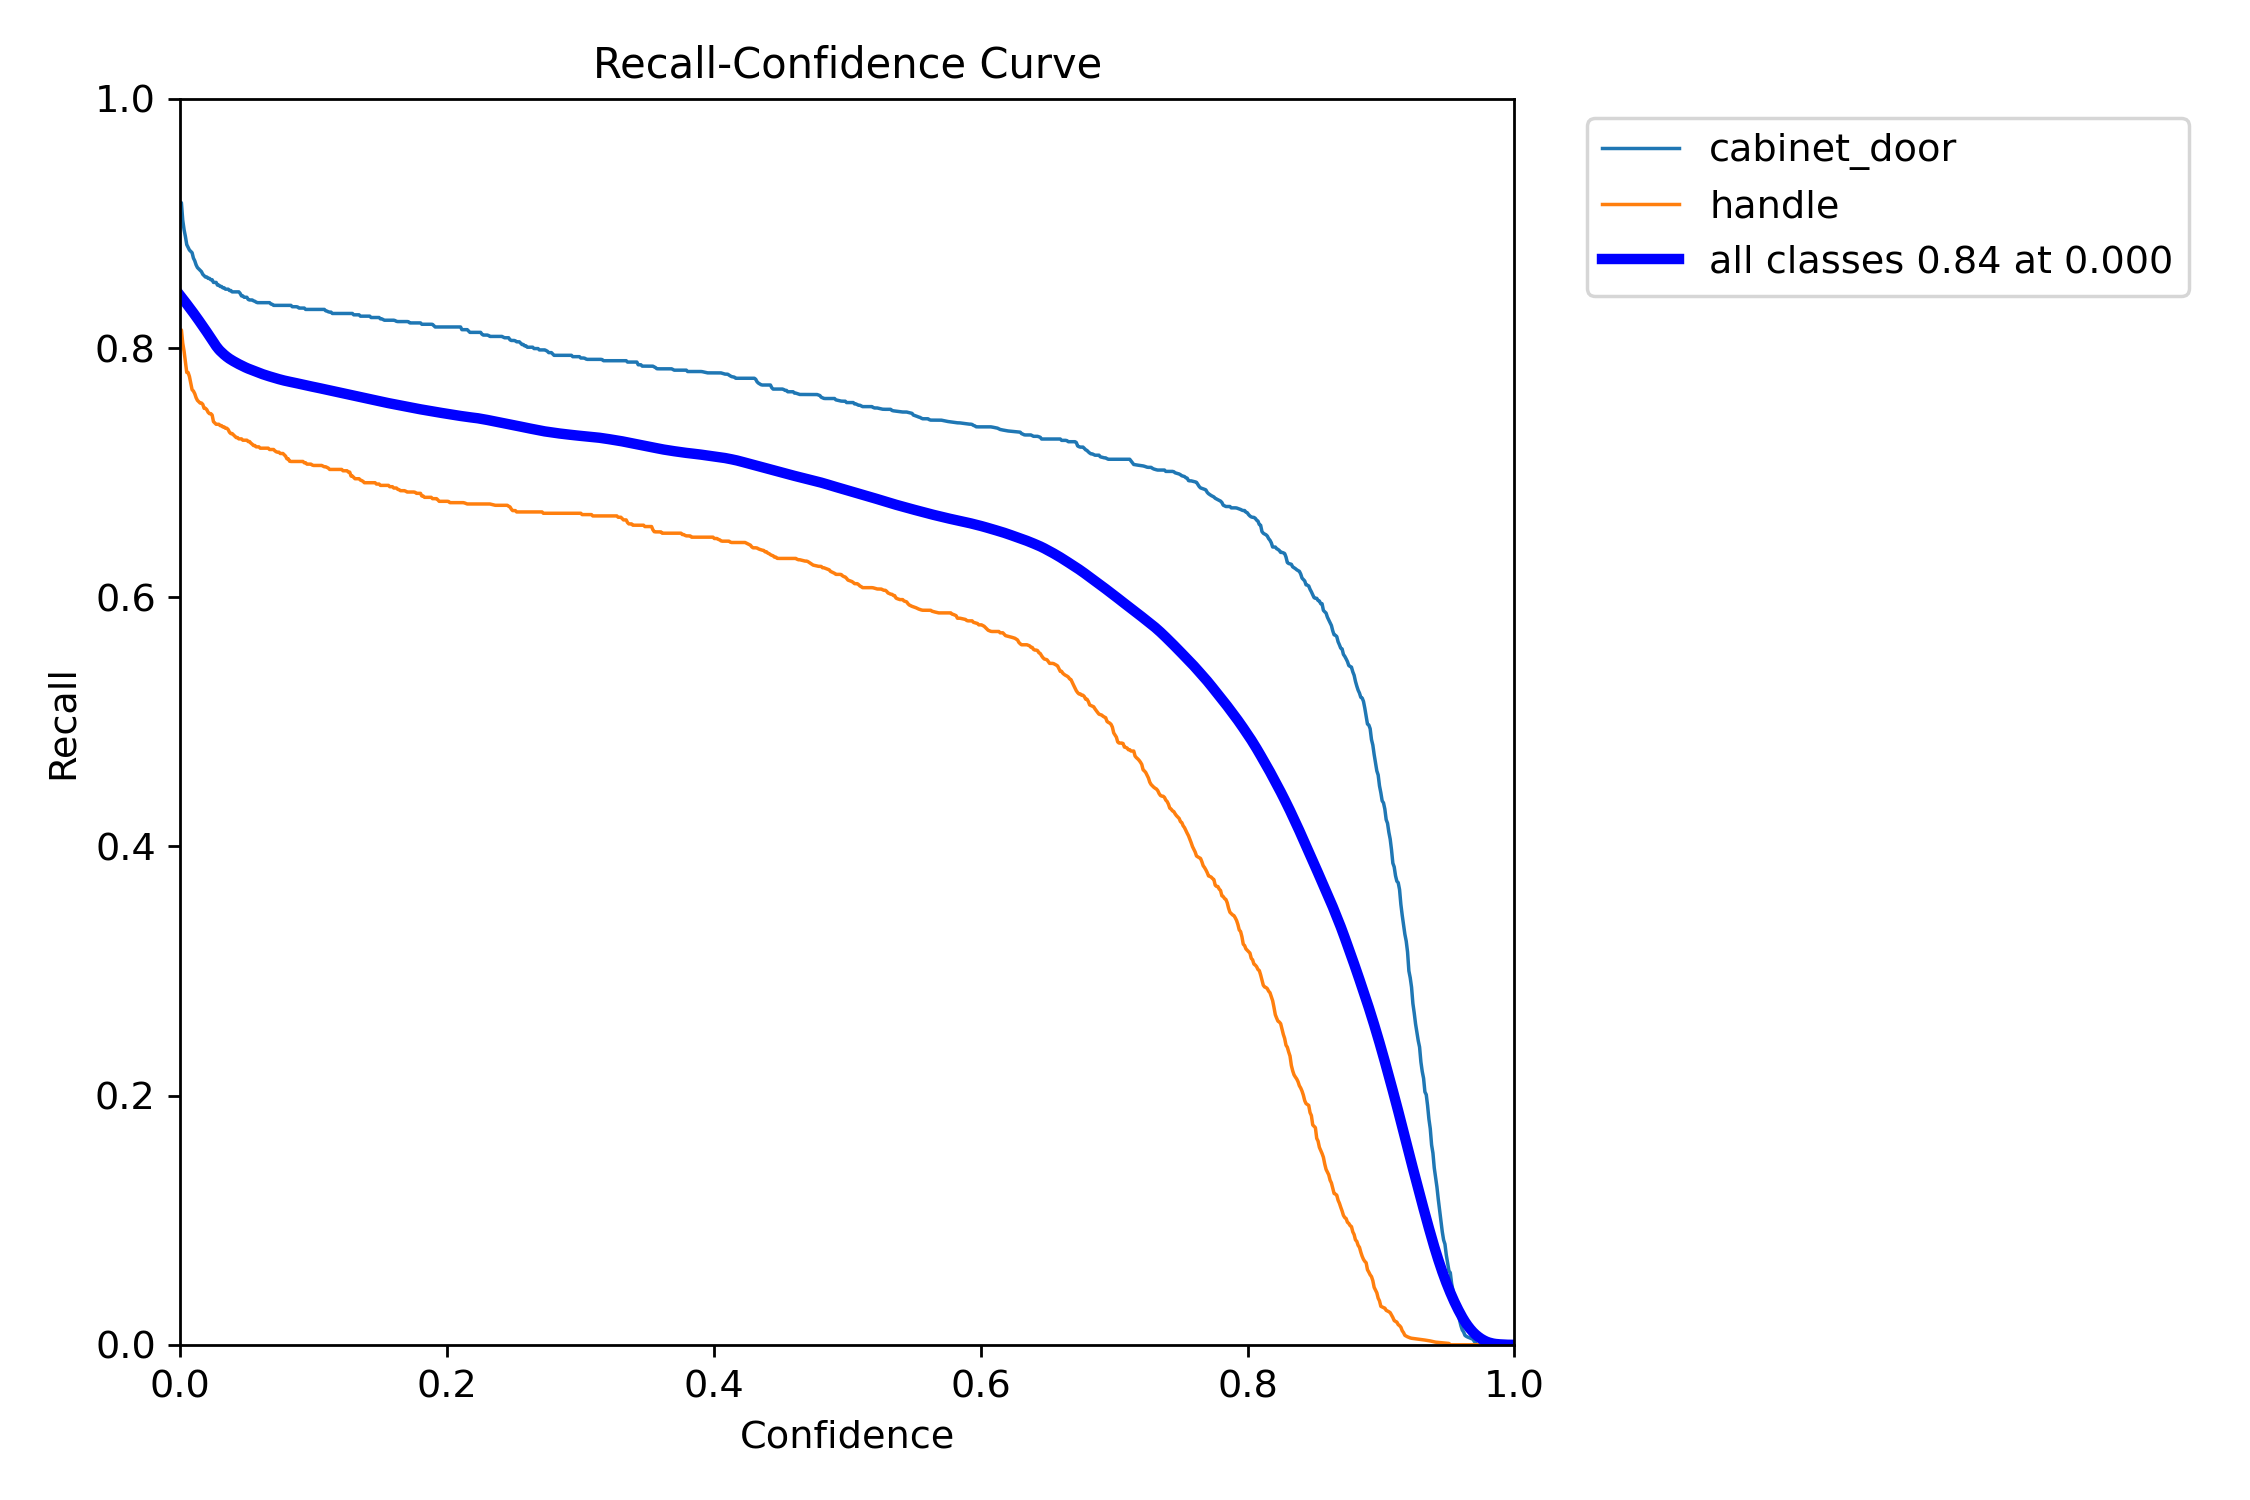 Recall-Confidence Curve
1.0
0.8
0.6
0.4
0.2
0.0
Recall
0.0 0.2 0.4 0.6 0.8 1.0
Confidence
cabinet_door
handle
all classes 0.84 at 0.000